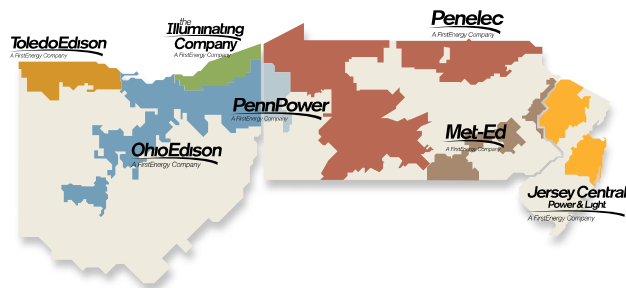 ToledoEdison
A FirstEnergy Company
the
Illuminating
Company
A FirstEnergy Company
Penelec
A FirstEnergy Company
PennPower
A FirstEnergy Company
OhioEdison
A FirstEnergy Company
Met-Ed
A FirstEnergy Company
Jersey Central
Power & Light
A FirstEnergy Company